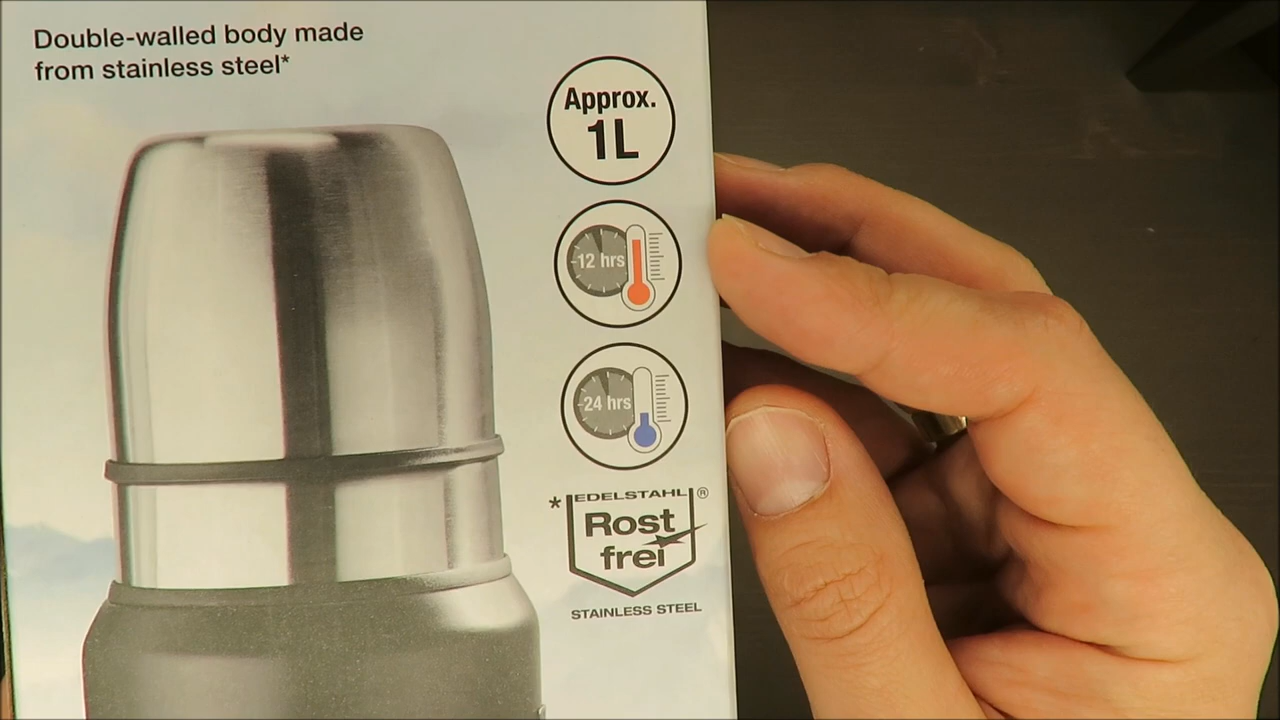 Double-walled body made
from stainless steel*
Approx.
1L
12 hrs
24 hrs
* EDELSTAHL ®
Rost
frei
STAINLESS STEEL